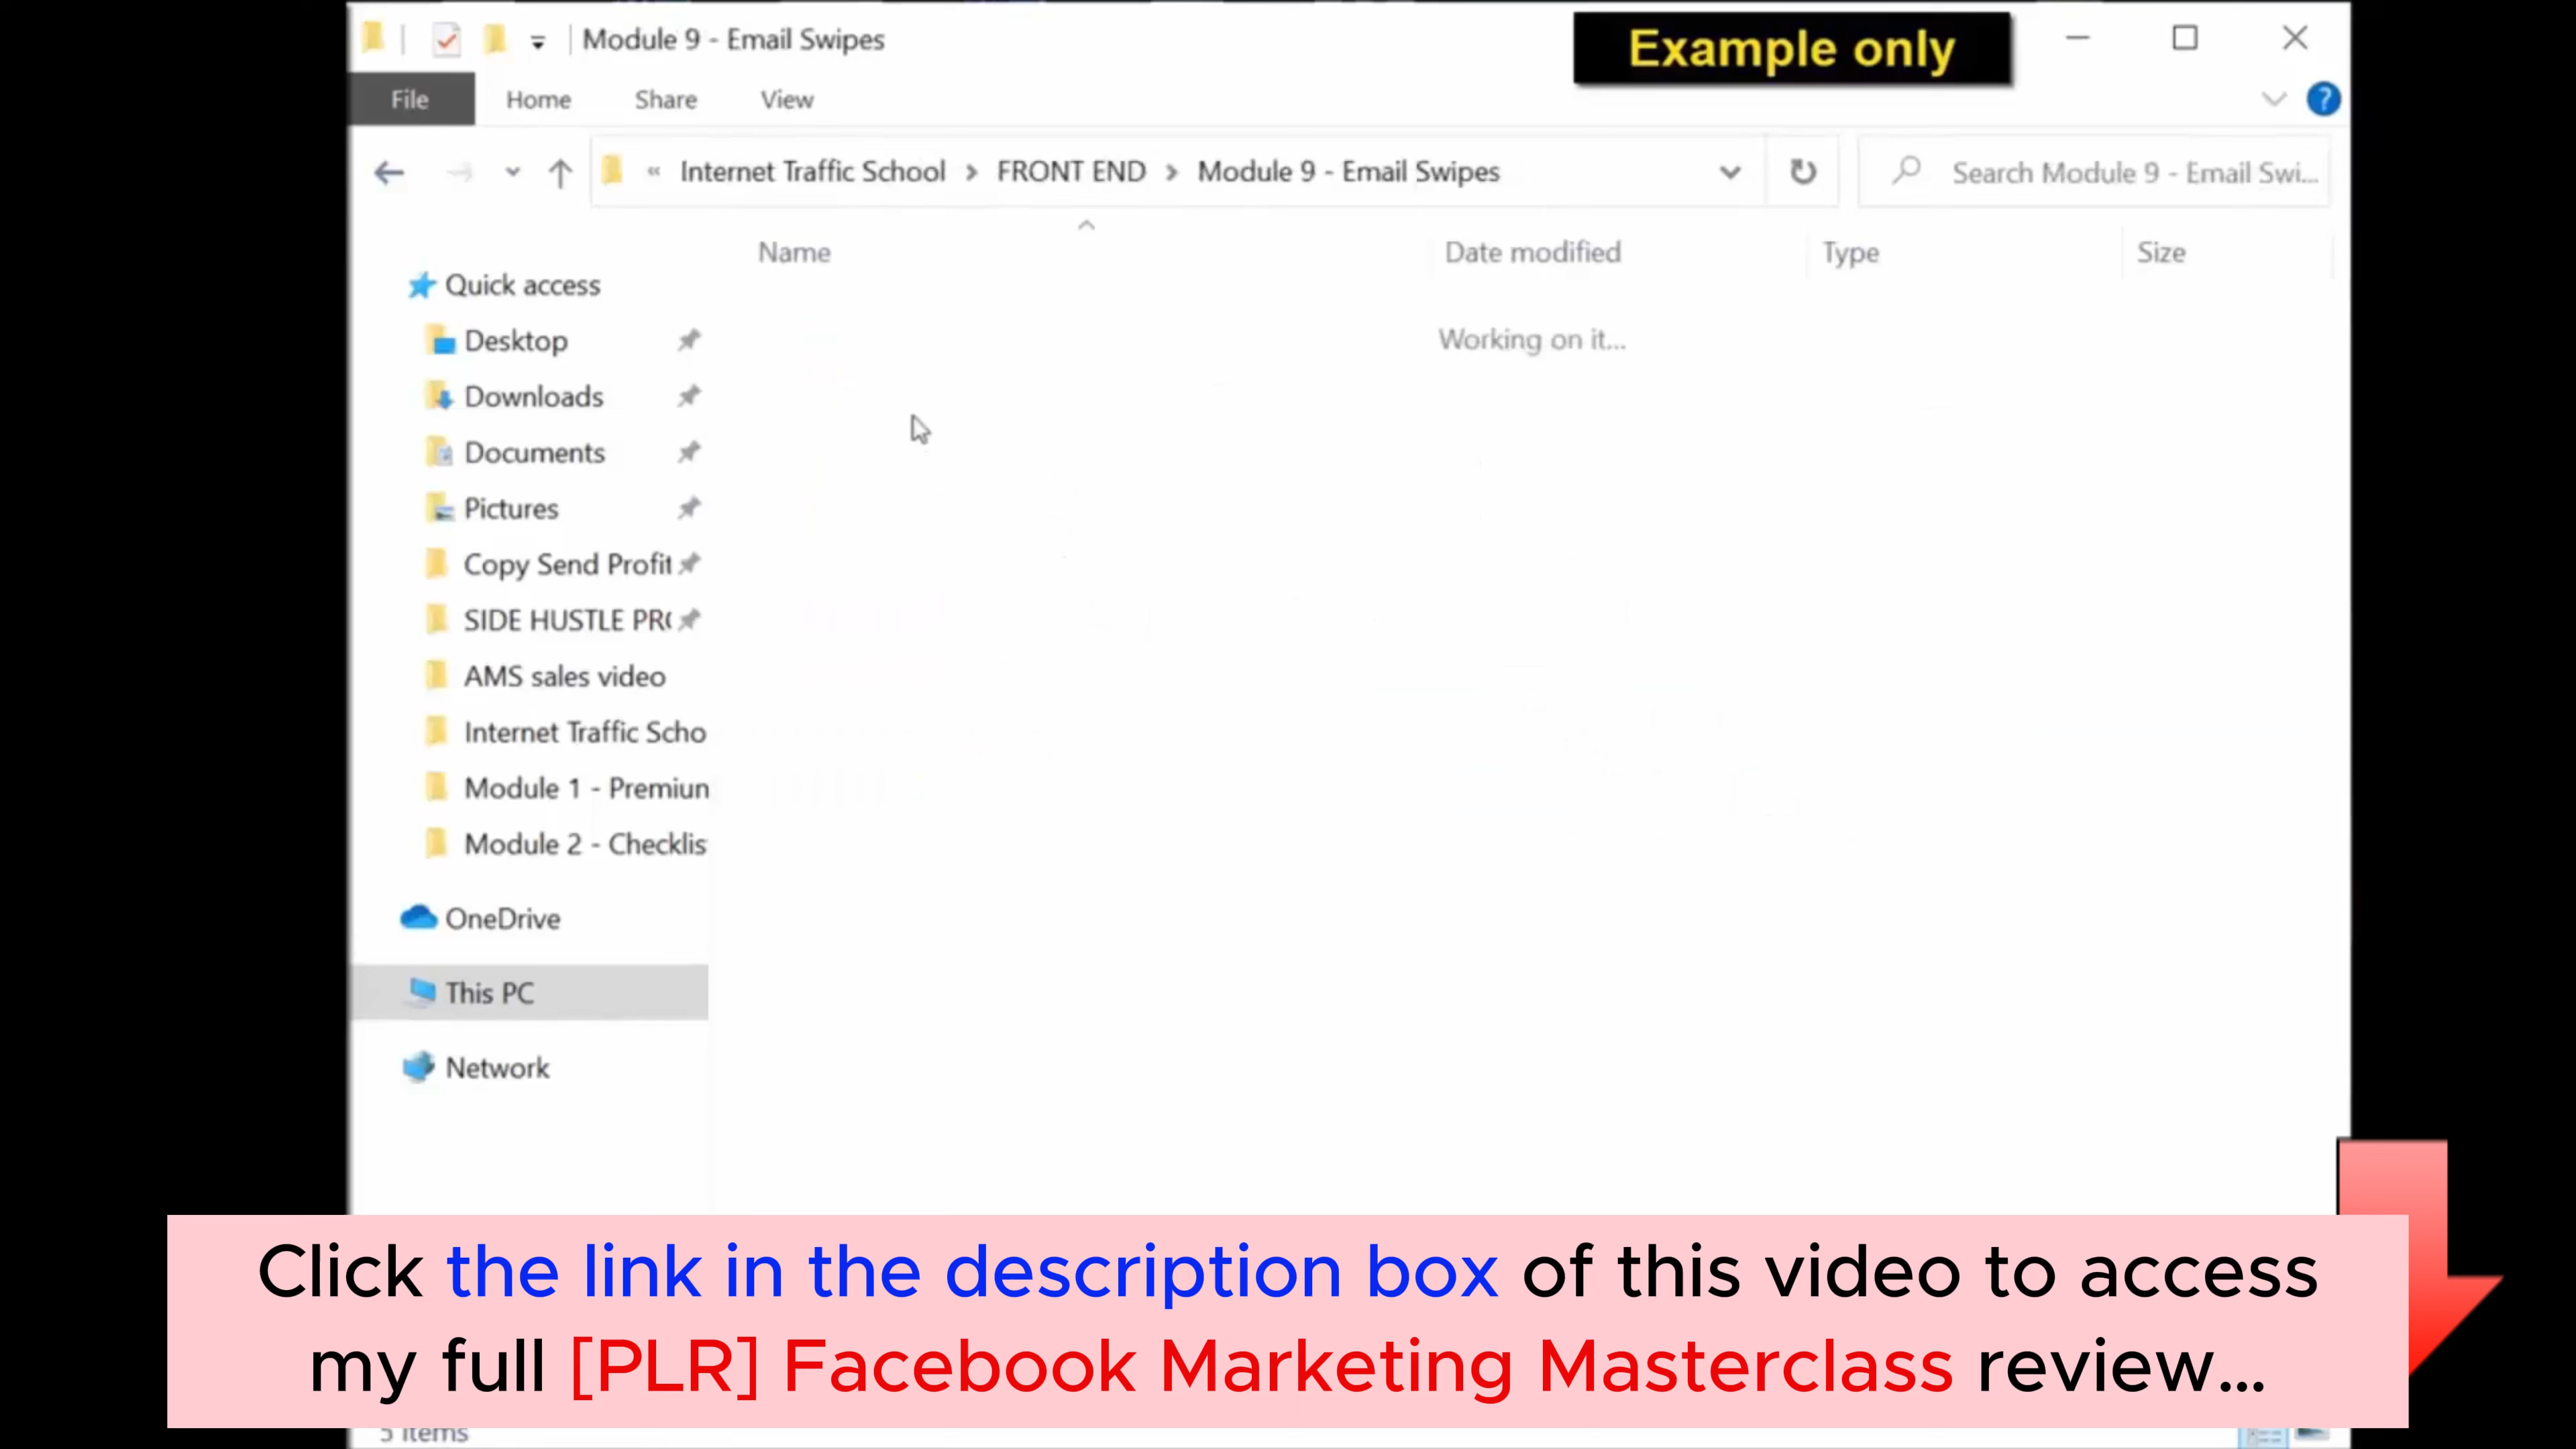 Module 9 - Email Swipes
Example only
File Home Share View
?
« Internet Traffic School > FRONT END > Module 9 - Email Swipes
Search Module 9 - Email Swi...
Name Date modified Type Size
Quick access
Working on it...
Desktop
Downloads
Documents
Pictures
Copy Send Profit
SIDE HUSTLE PR
AMS sales video
Internet Traffic Scho
Module 1 - Premiun
Module 2 - Checklis
OneDrive
This PC
Network
Click the link in the description box of this video to access
my full [PLR] Facebook Marketing Masterclass review...
5 items